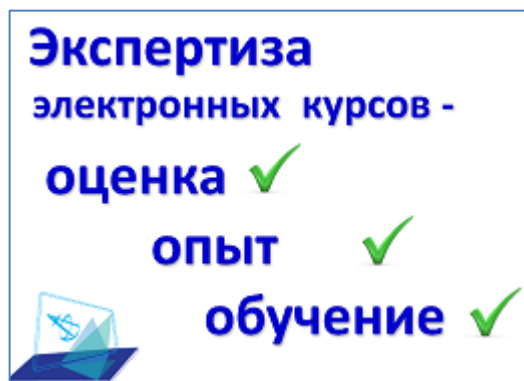 Экспертиза
электронных курсов -
оценка
опыт
обучение